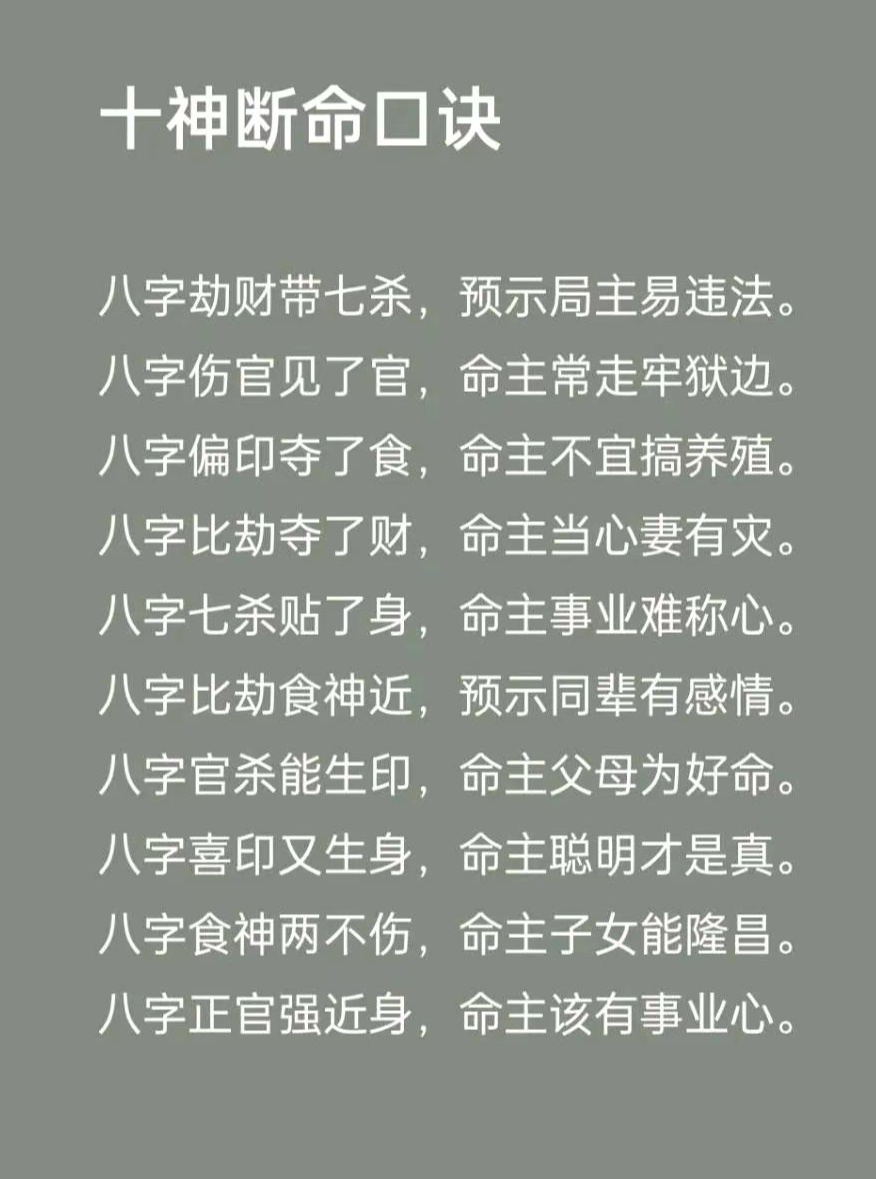 十神断命口诀
八字劫财带七杀，预示局主易违法。
八字伤官见了官，命主常走牢狱边。
八字偏印夺了食，命主不宜搞养殖。
八字比劫夺了财，命主当心妻有灾。
八字七杀贴了身，命主事业难称心。
八字比劫食神近，预示同辈有感情。
八字官杀能生印，命主父母为好命。
八字喜印又生身，命主聪明才是真。
八字食神两不伤，命主子女能隆昌。
八字正官强近身，命主该有事业心。